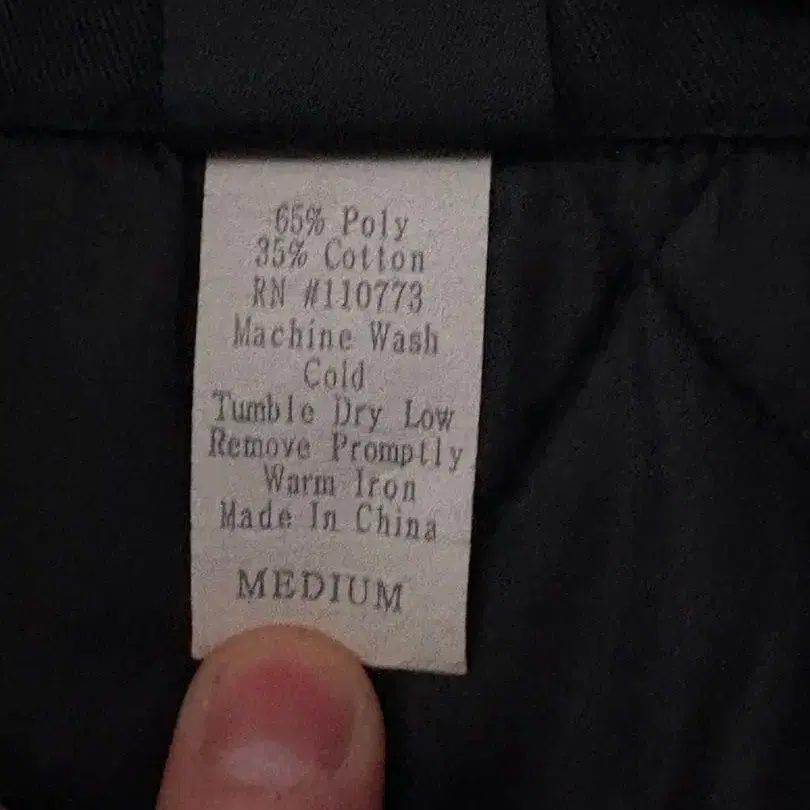 65% Poly
35% Cotton
RN #110773
Machine Wash
Cold
Tumble Dry Low
Remove Promptly
Warm Iron
Made In China
MEDIUM